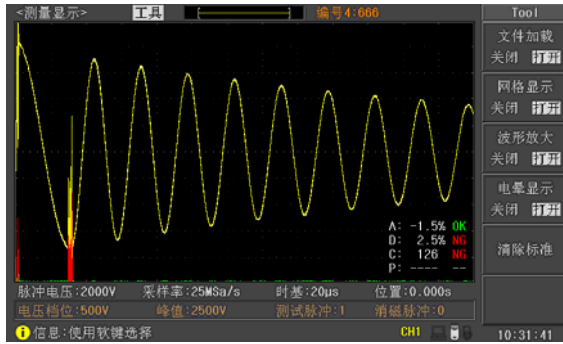 <测量显示> 工具 编号4:666 Tool
文件加载
关闭 打开
网格显示
关闭 打开
波形放大
关闭 打开
电晕显示
关闭 打开
清除标准
A: -1.5% OK
D: 2.5% NG
C: 126 NG
P: ---- --
脉冲电压:2000V 采样率:25MSa/s 时基:20μs 位置:0.000s
电压档位:500V 峰值:2500V 测试脉冲:1 消磁脉冲:0
信息:使用软键选择 CH1 10:31:41